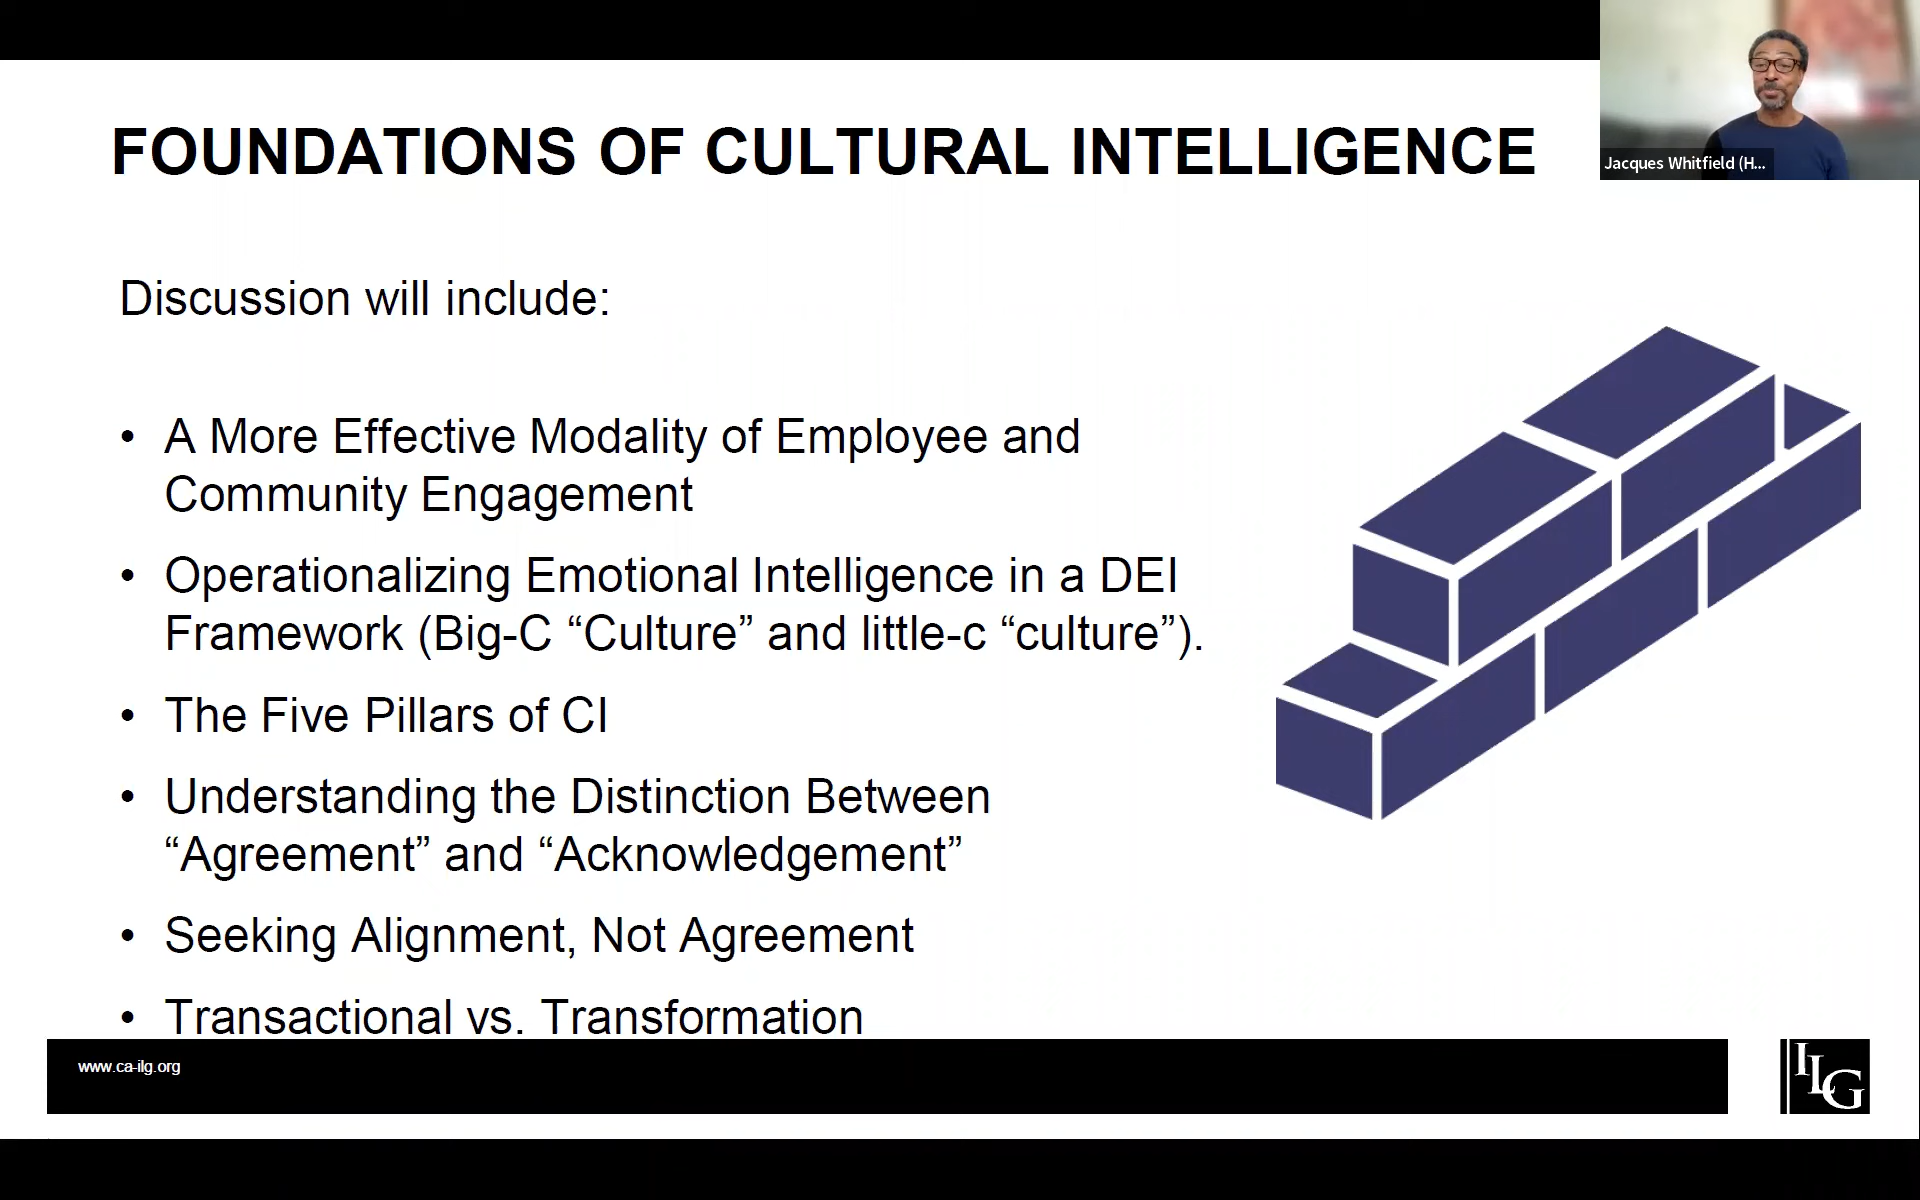 FOUNDATIONS OF CULTURAL INTELLIGENCE
Jacques Whitfield (H...
Discussion will include:
• A More Effective Modality of Employee and
Community Engagement
• Operationalizing Emotional Intelligence in a DEI
Framework (Big-C “Culture” and little-c “culture”).
• The Five Pillars of CI
• Understanding the Distinction Between
“Agreement” and “Acknowledgement”
• Seeking Alignment, Not Agreement
• Transactional vs. Transformation
www.ca-ilg.org
ILG